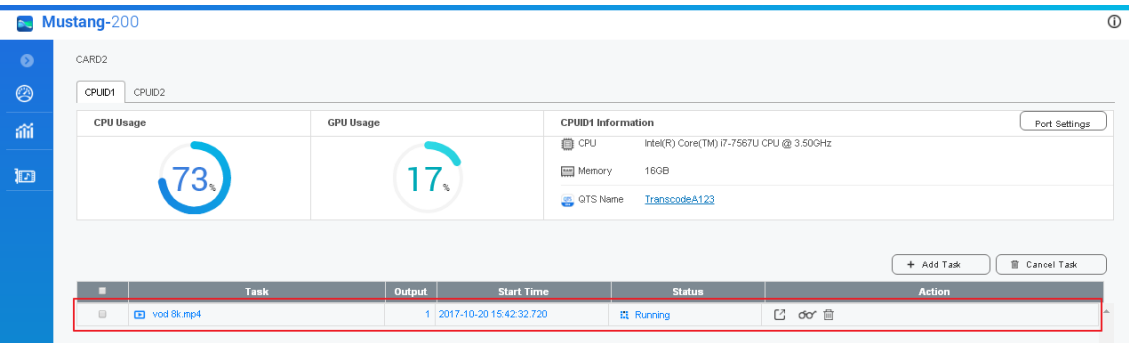 Mustang-200
CARD2
CPUID1 CPUID2
CPU Usage GPU Usage CPUID1 Information Port Settings
CPU Intel(R) Core(TM) i7-7567U CPU @ 3.50GHz
73% 17% Memory 16GB
QTS Name TranscodeA123
+ Add Task Cancel Task
Task Output Start Time Status Action
vod 8k.mp4 1 2017-10-20 15:42:32.720 Running